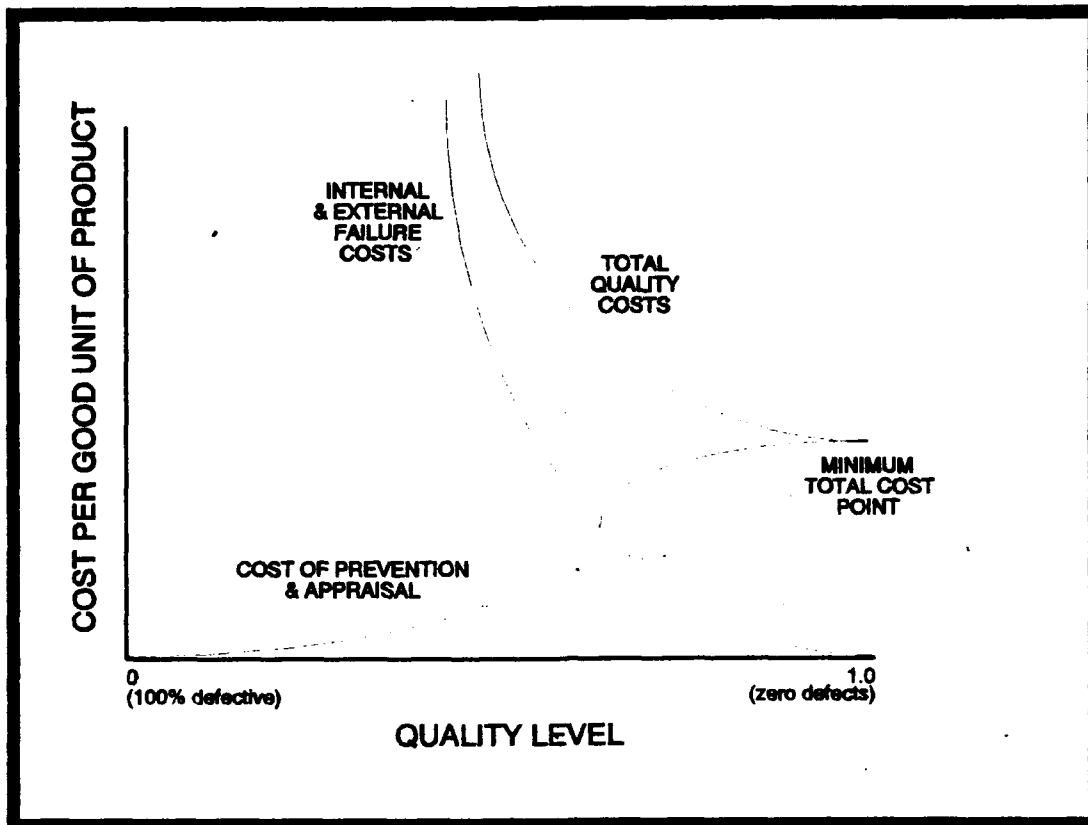 COST PER GOOD UNIT OF PRODUCT
INTERNAL
& EXTERNAL
FAILURE
COSTS
TOTAL
QUALITY
COSTS
MINIMUM
TOTAL COST
POINT
COST OF PREVENTION
& APPRAISAL
0
(100% defective)
1.0
(zero defects)
QUALITY LEVEL